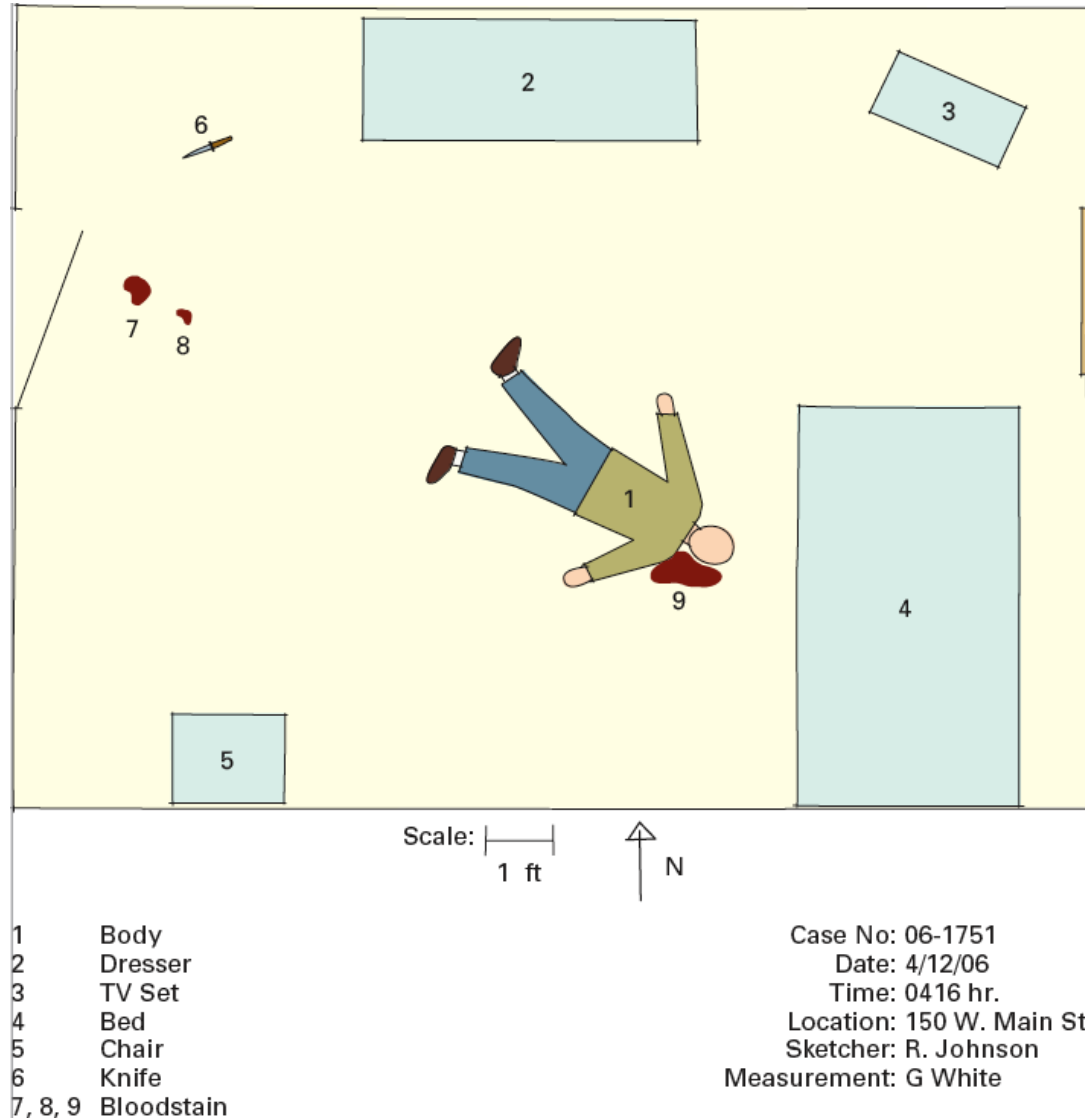 2
3
6
7
8
1
9
4
5
Scale:
1 ft
N
1 Body
2 Dresser
3 TV Set
4 Bed
5 Chair
6 Knife
7, 8, 9 Bloodstain
Case No: 06-1751
Date: 4/12/06
Time: 0416 hr.
Location: 150 W. Main St
Sketcher: R. Johnson
Measurement: G White